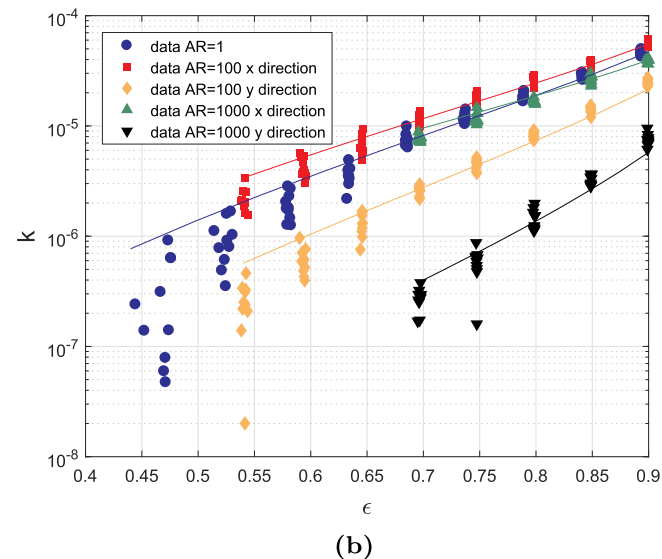 10^-4
data AR=1
data AR=100 x direction
data AR=100 y direction
data AR=1000 x direction
data AR=1000 y direction
10^-5
k
10^-6
10^-7
10^-8
0.4 0.45 0.5 0.55 0.6 0.65 0.7 0.75 0.8 0.85 0.9
ϵ
(b)